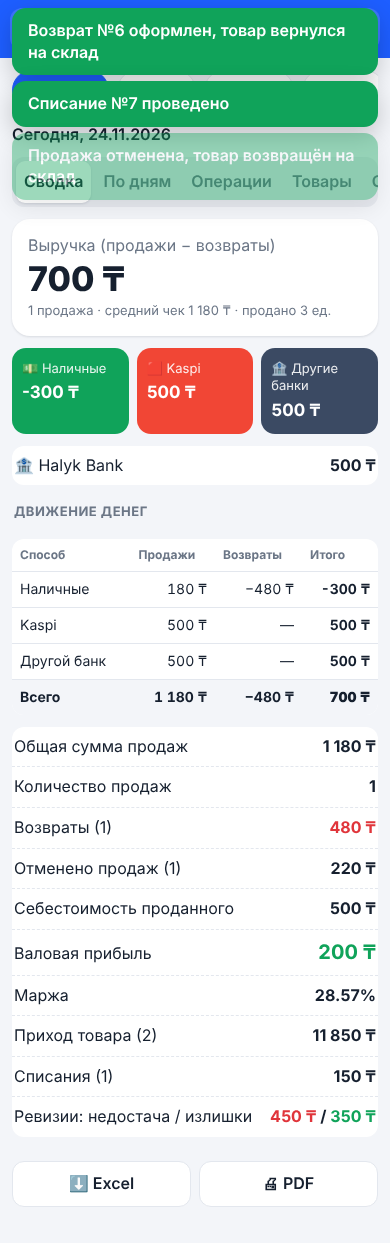 Возврат №6 оформлен, товар вернулся
на склад
Списание №7 проведено
Сегодня, 24.11.2026
Продажа отменена, товар возвращён на
склад
Сводка По дням Операции Товары
Выручка (продажи − возвраты)
700 ₸
1 продажа · средний чек 1 180 ₸ · продано 3 ед.
💵 Наличные
-300 ₸
🟥 Kaspi
500 ₸
🏦 Другие
банки
500 ₸
🏦 Halyk Bank 500 ₸
ДВИЖЕНИЕ ДЕНЕГ
Способ Продажи Возвраты Итого
Наличные 180 ₸ −480 ₸ -300 ₸
Kaspi 500 ₸ — 500 ₸
Другой банк 500 ₸ — 500 ₸
Всего 1 180 ₸ −480 ₸ 700 ₸
Общая сумма продаж 1 180 ₸
Количество продаж 1
Возвраты (1) 480 ₸
Отменено продаж (1) 220 ₸
Себестоимость проданного 500 ₸
Валовая прибыль 200 ₸
Маржа 28.57%
Приход товара (2) 11 850 ₸
Списания (1) 150 ₸
Ревизии: недостача / излишки 450 ₸ / 350 ₸
⬇️ Excel
🖨 PDF